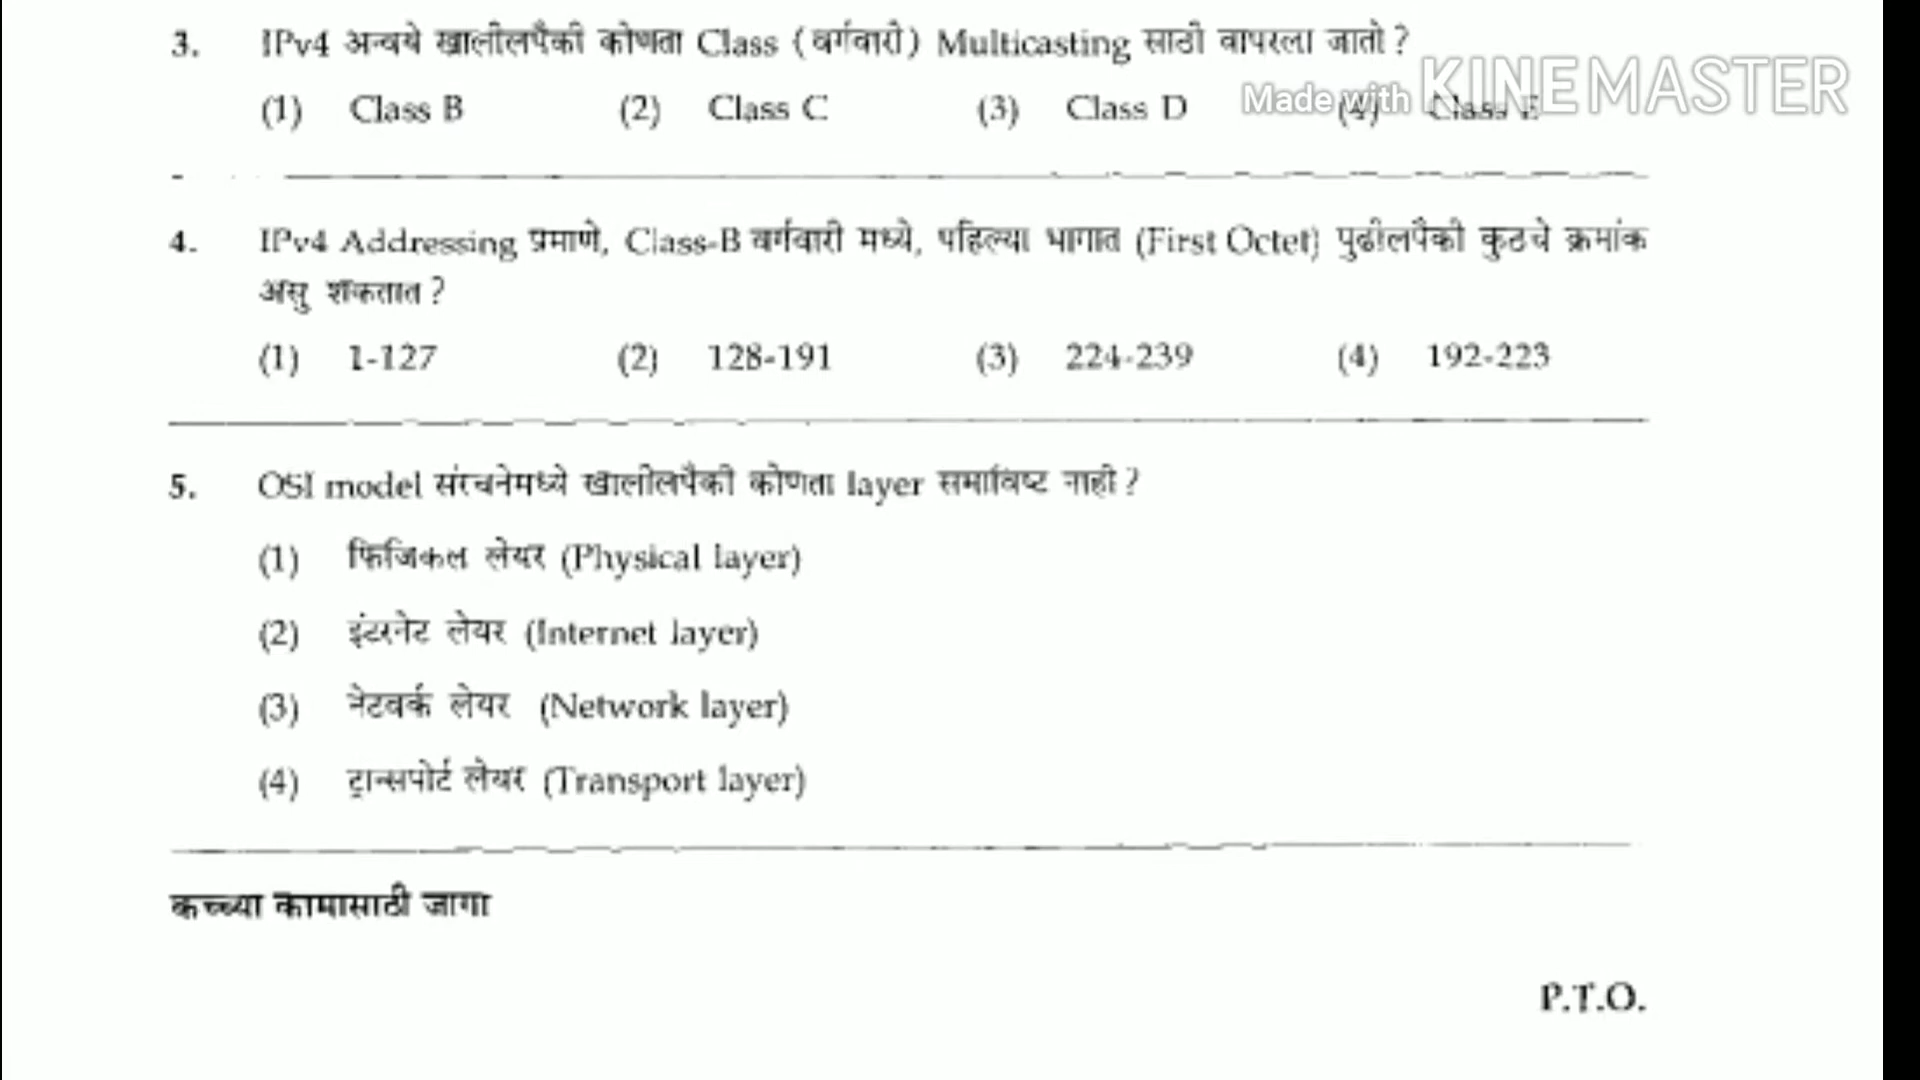 3. IPv4 अन्वये खालीलपैकी कोणता Class (वर्गवारी) Multicasting साठी वापरला जातो ?
Made with KINEMASTER
(1) Class B (2) Class C (3) Class D (4) Class E
4. IPv4 Addressing प्रमाणे, Class-B वर्गवारी मध्ये, पहिल्या भागात (First Octet) पुढीलपैकी कुठचे क्रमांक
असु शकतात ?
(1) 1-127 (2) 128-191 (3) 224-239 (4) 192-223
5. OSI model संरचनेमध्ये खालीलपैकी कोणता layer समाविष्ट नाही ?
(1) फिजिकल लेयर (Physical layer)
(2) इंटरनेट लेयर (Internet layer)
(3) नेटवर्क लेयर (Network layer)
(4) ट्रान्सपोर्ट लेयर (Transport layer)
कच्च्या कामासाठी जागा
P.T.O.